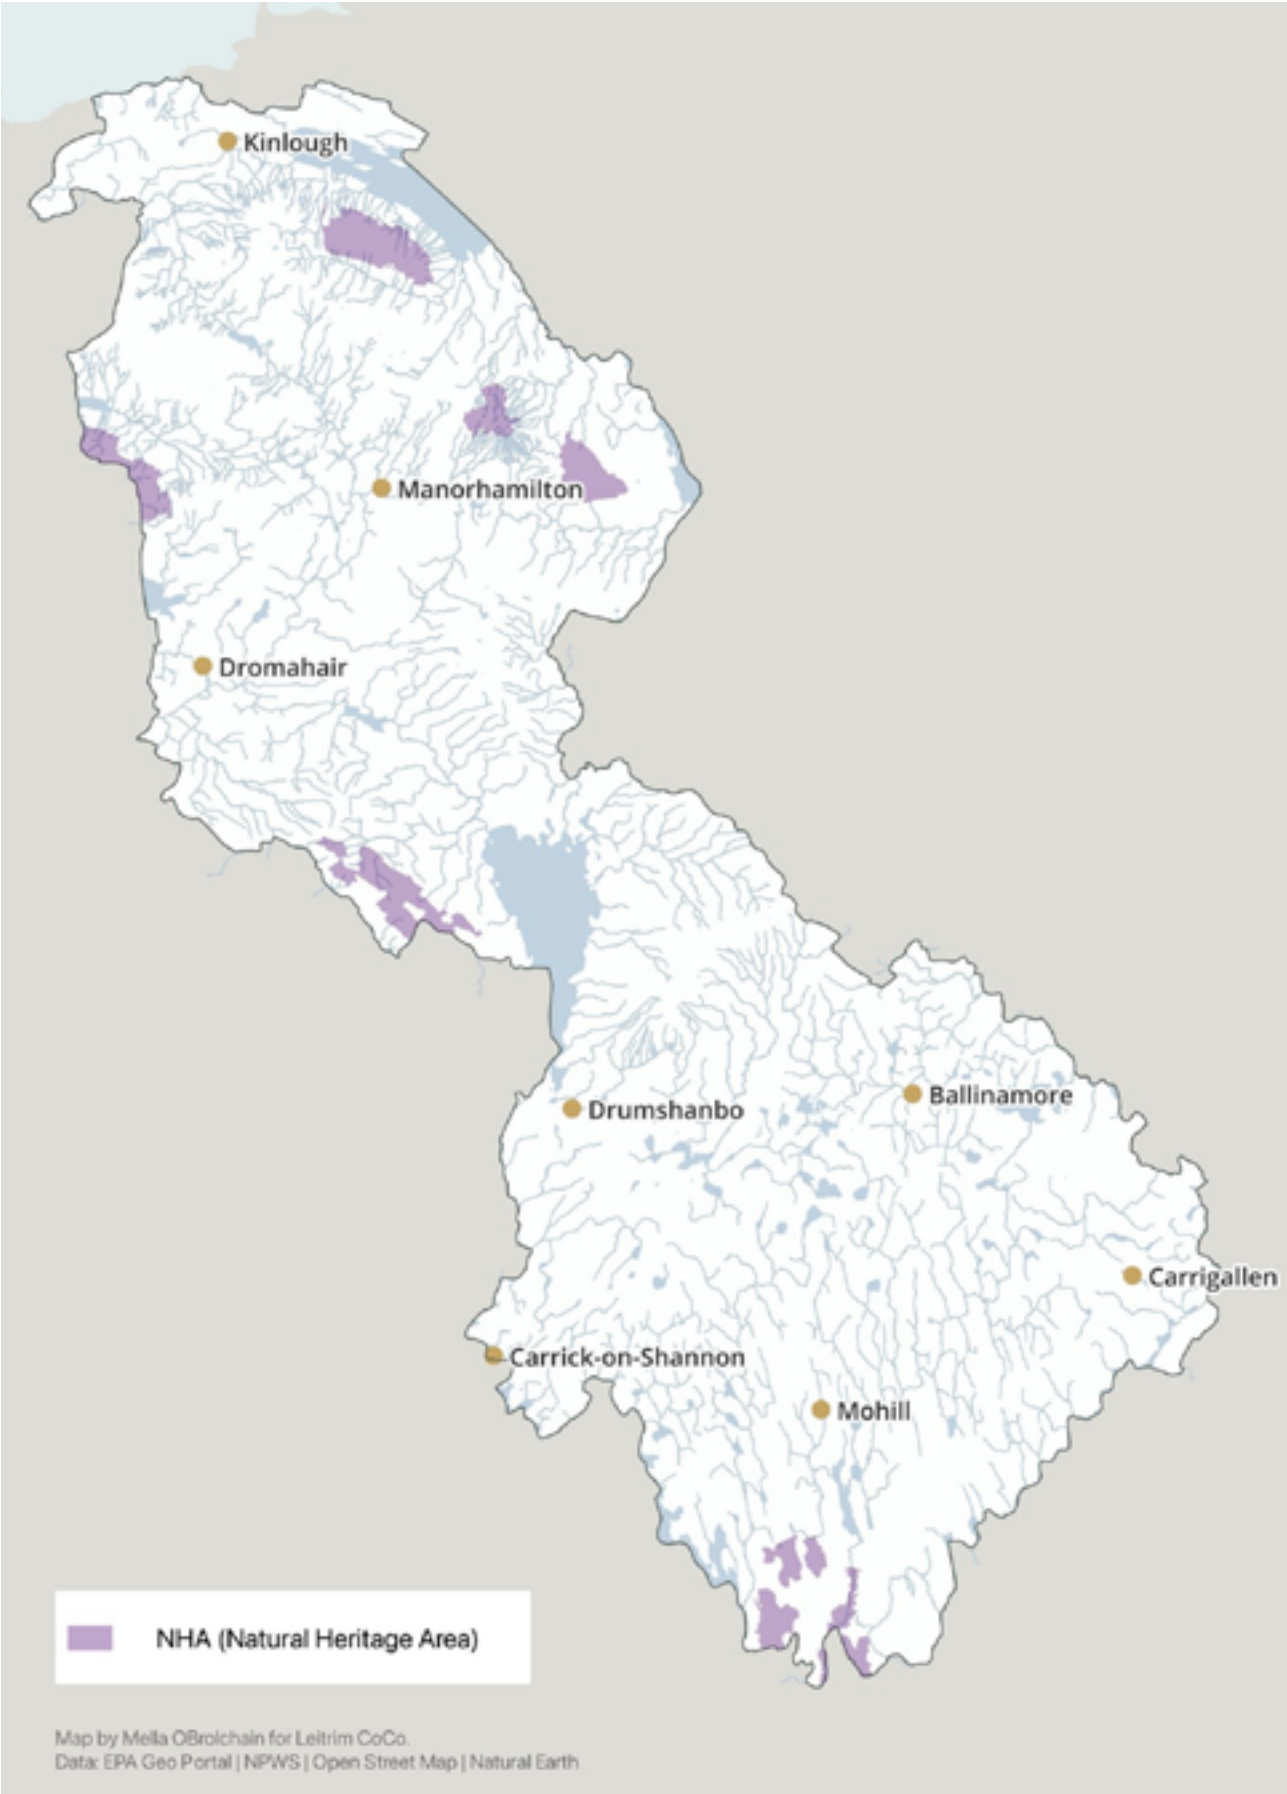 Kinlough
Manorhamilton
Dromahair
Drumshanbo
Ballinamore
Carrigallen
Carrick-on-Shannon
Mohill
NHA (Natural Heritage Area)
Map by Mella OBrolchain for Leitrim CoCo.
Data: EPA Geo Portal | NPWS | Open Street Map | Natural Earth